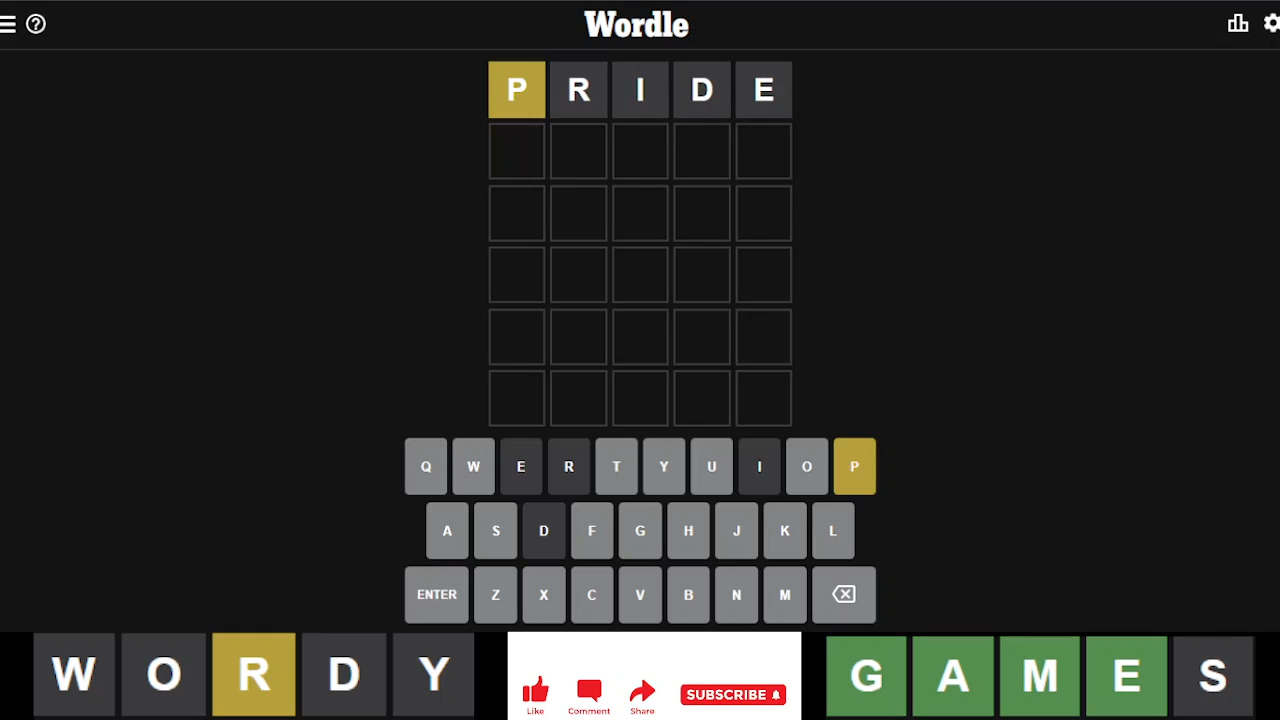 Wordle
P R I D E
Q W E R T Y U I O P
A S D F G H J K L
ENTER Z X C V B N M
W O R D Y
Like Comment Share SUBSCRIBE
G A M E S